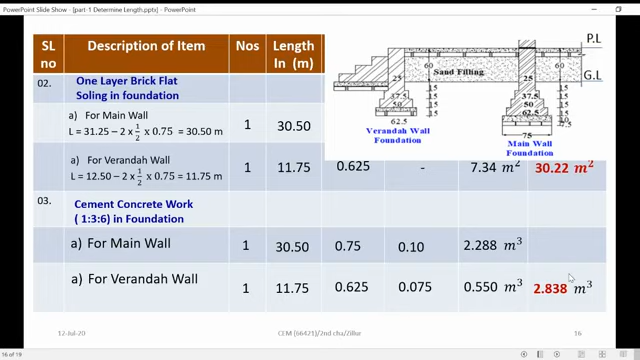 PowerPoint Slide Show - [part-1 Determine Length.pptx]
SL no
Description of Item
Nos
Length In (m)
P.L
G.L
60
60
Sand Filling
25
25
15
15
15
15
15
15
37.5
50
62.5
37.5
50
62.5
75
Verandah Wall Foundation
Main Wall Foundation
02.
One Layer Brick Flat
Soling in foundation
a) For Main Wall
L = 31.25 – 2 x 1/2 x 0.75 = 30.50 m
1
30.50
a) For Verandah Wall
L = 12.50 – 2 x 1/2 x 0.75 = 11.75 m
1
11.75
0.625
-
7.34 m²
30.22 m²
03.
Cement Concrete Work
( 1:3:6) in Foundation
a) For Main Wall
1
30.50
0.75
0.10
2.288 m³
a) For Verandah Wall
1
11.75
0.625
0.075
0.550 m³
2.838 m³
12-Jul-20
CEM (66421)/2nd cha/Zillur
16
16 of 19